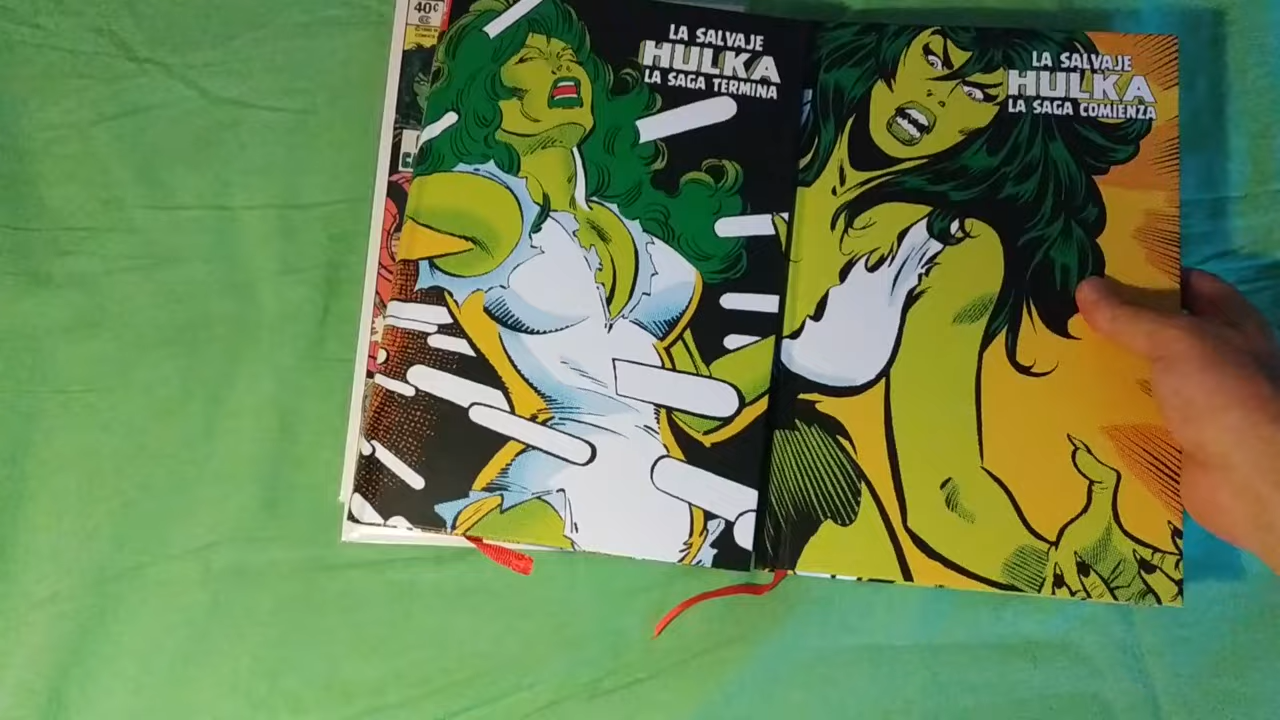 40¢
LA SALVAJE
HULKA
LA SAGA TERMINA
LA SALVAJE
HULKA
LA SAGA COMIENZA